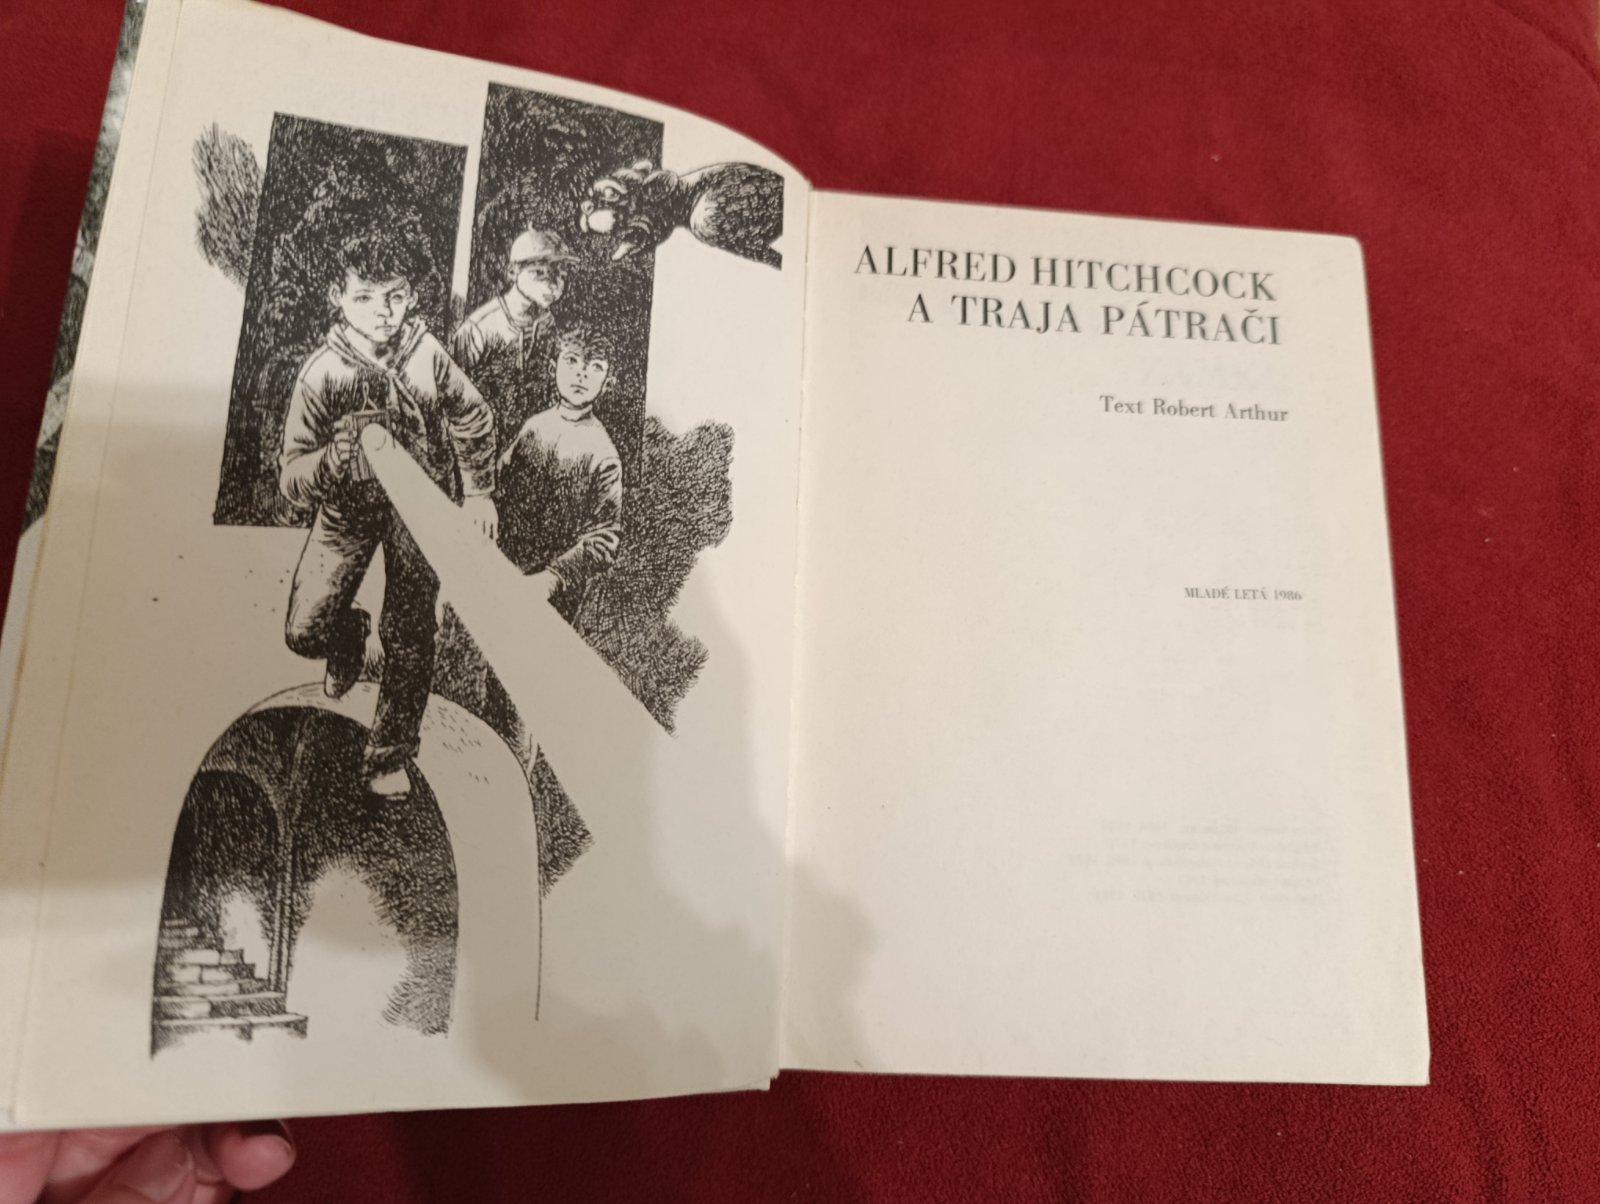 ALFRED HITCHCOCK
A TRAJA PÁTRAČI
Text Robert Arthur
MLADÉ LETÁ 1986